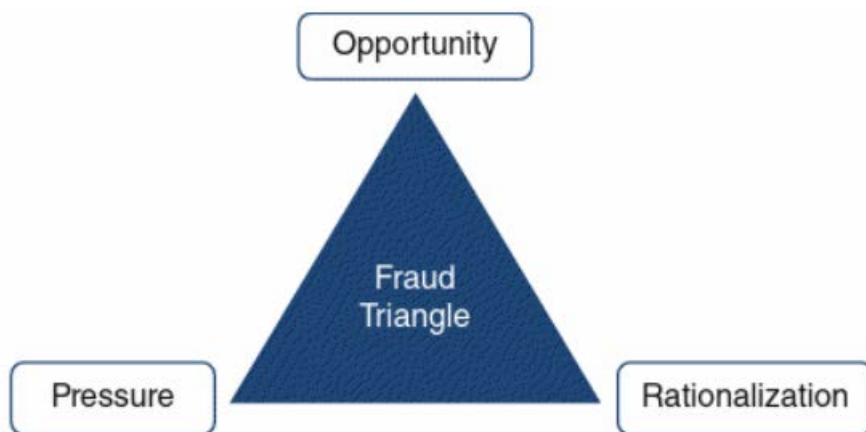 Opportunity
Fraud
Triangle
Pressure
Rationalization